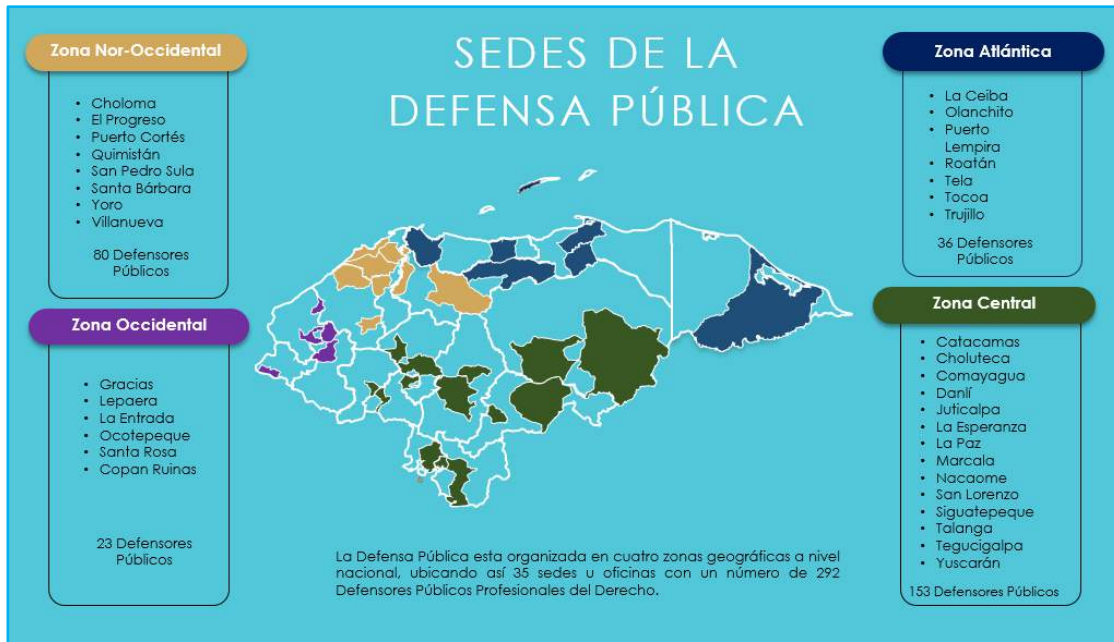 SEDES DE LA
DEFENSA PÚBLICA
Zona Nor-Occidental
• Choloma
• El Progreso
• Puerto Cortés
• Quimistán
• San Pedro Sula
• Santa Bárbara
• Yoro
• Villanueva
80 Defensores
Públicos
Zona Occidental
• Gracias
• Lepaera
• La Entrada
• Ocotepeque
• Santa Rosa
• Copan Ruinas
23 Defensores
Públicos
Zona Atlántica
• La Ceiba
• Olanchito
• Puerto
Lempira
• Roatán
• Tela
• Tocoa
• Trujillo
36 Defensores
Públicos
Zona Central
• Catacamas
• Choluteca
• Comayagua
• Danlí
• Juticalpa
• La Esperanza
• La Paz
• Marcala
• Nacaome
• San Lorenzo
• Siguatepeque
• Talanga
• Tegucigalpa
• Yuscarán
153 Defensores Públicos
La Defensa Pública esta organizada en cuatro zonas geográficas a nivel
nacional, ubicando así 35 sedes u oficinas con un número de 292
Defensores Públicos Profesionales del Derecho.